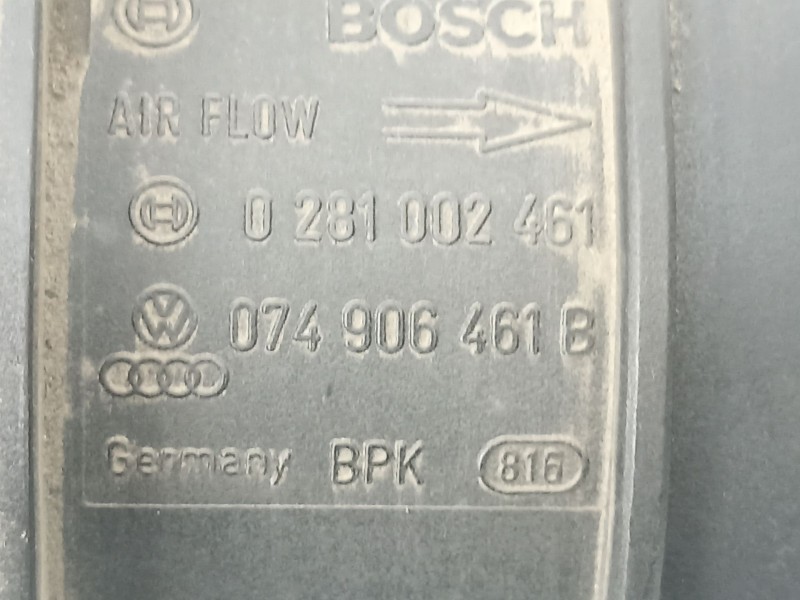 BOSCH
AIR FLOW
0 281 002 461
074 906 461 B
Germany BPK 816